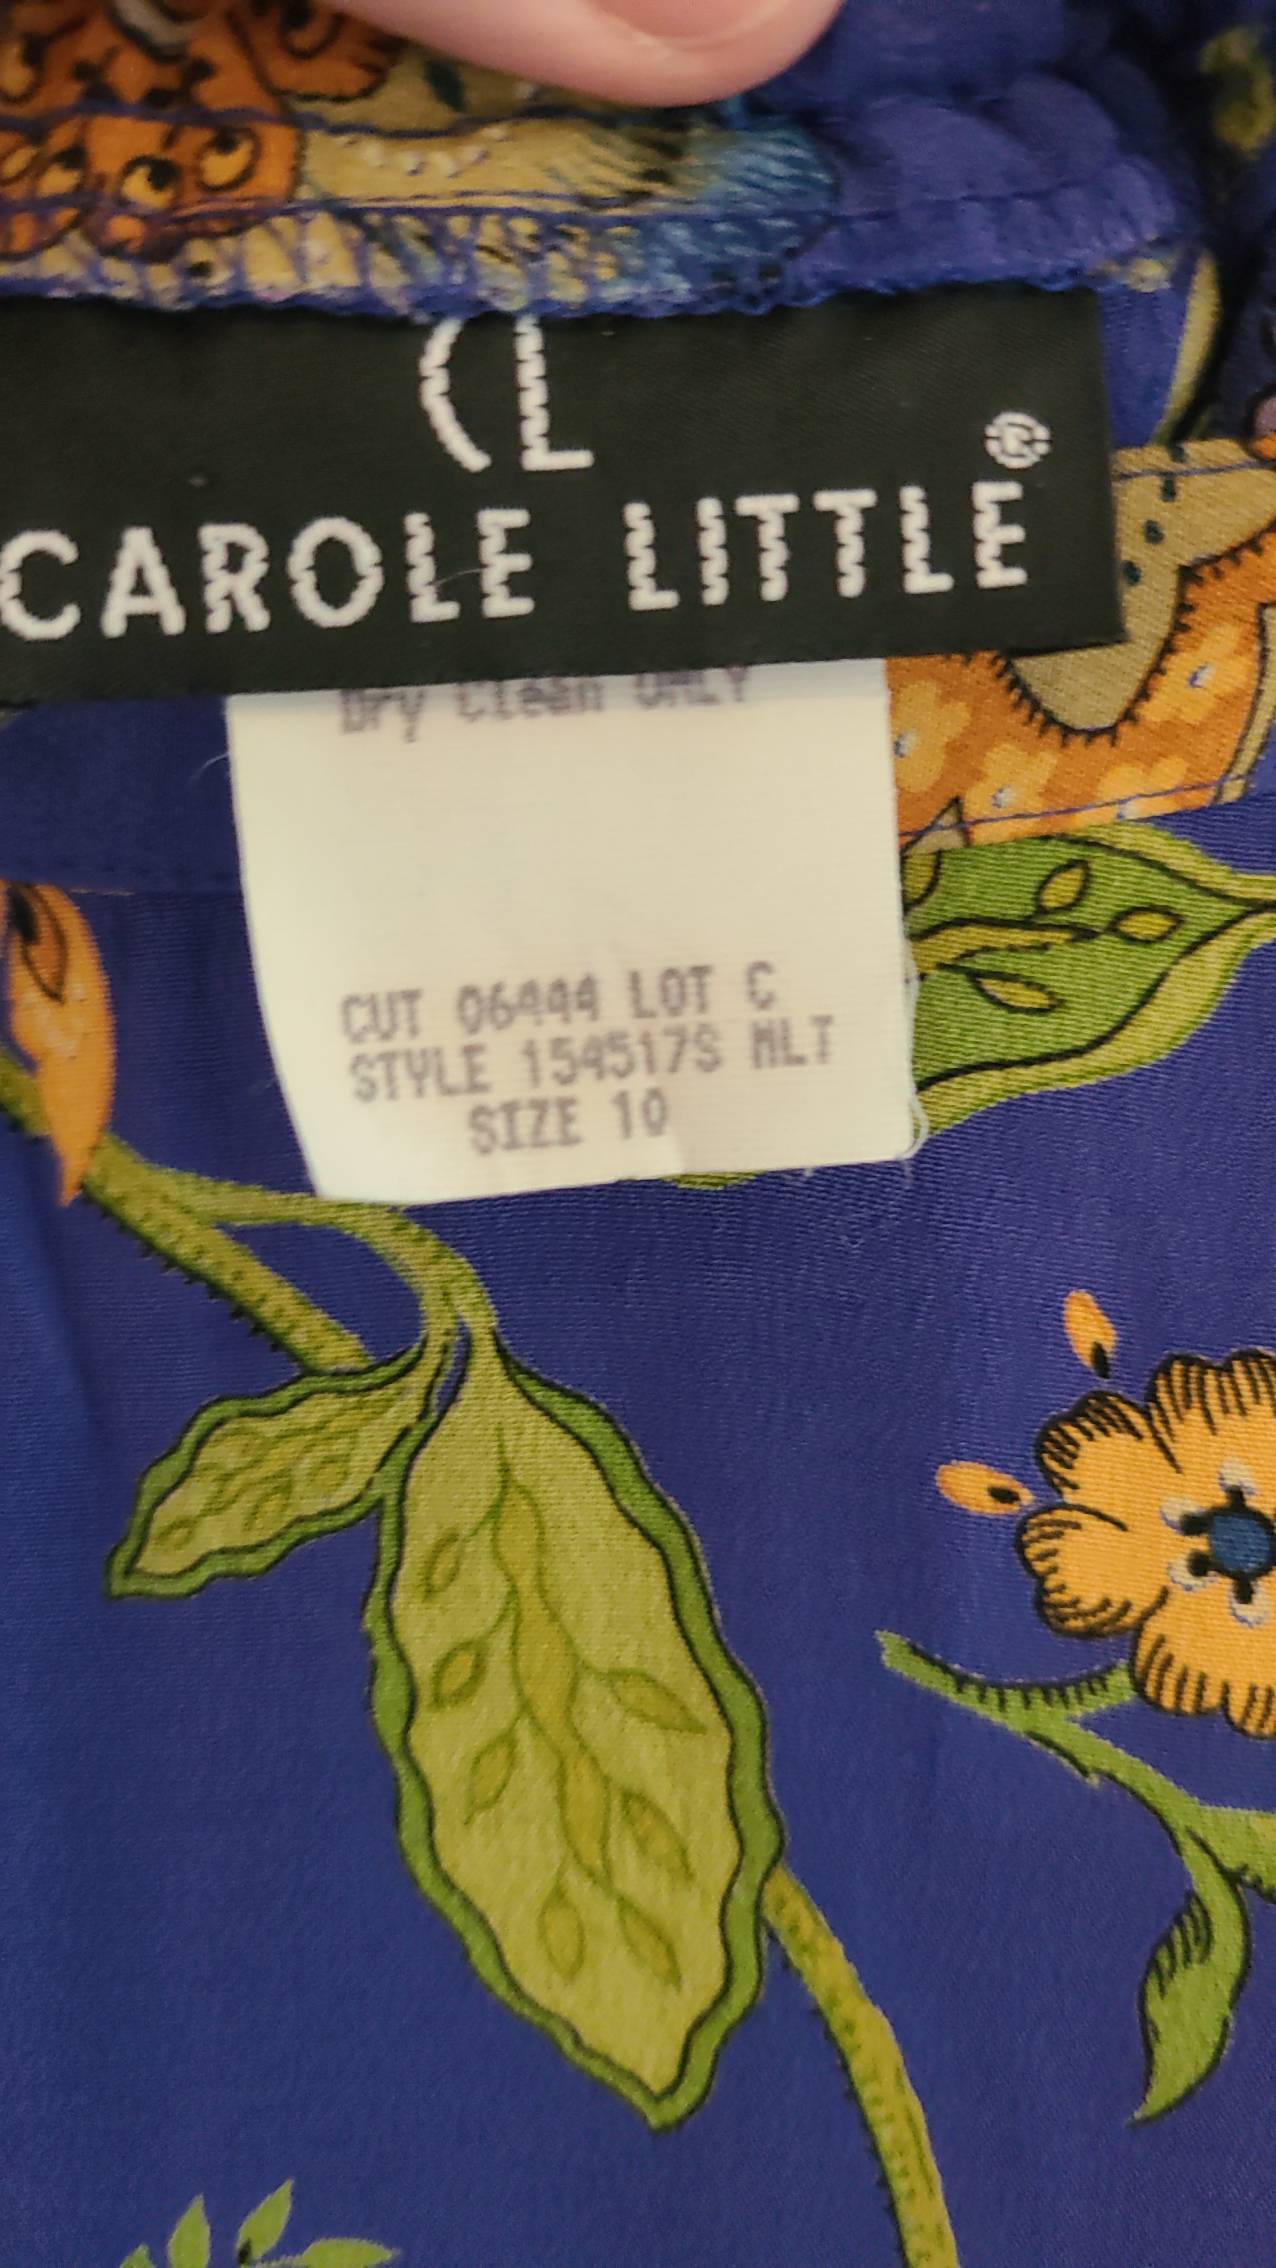 CL
CAROLE LITTLE®
Dry Clean ONLY
CUT 06444 LOT C
STYLE 154517S MLT
SIZE 10